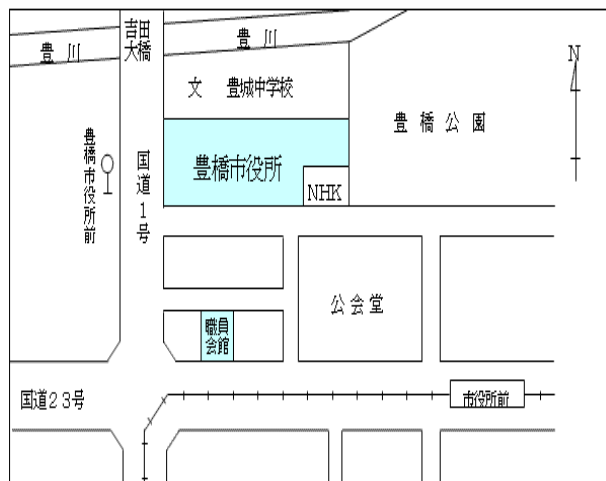 吉田
大橋
豊 川
豊 川
文 豊城中学校
豊 橋 公 園
N
豊橋市役所前
国道1号
豊橋市役所
NHK
公 会 堂
職員
会館
国道23号
市役所前